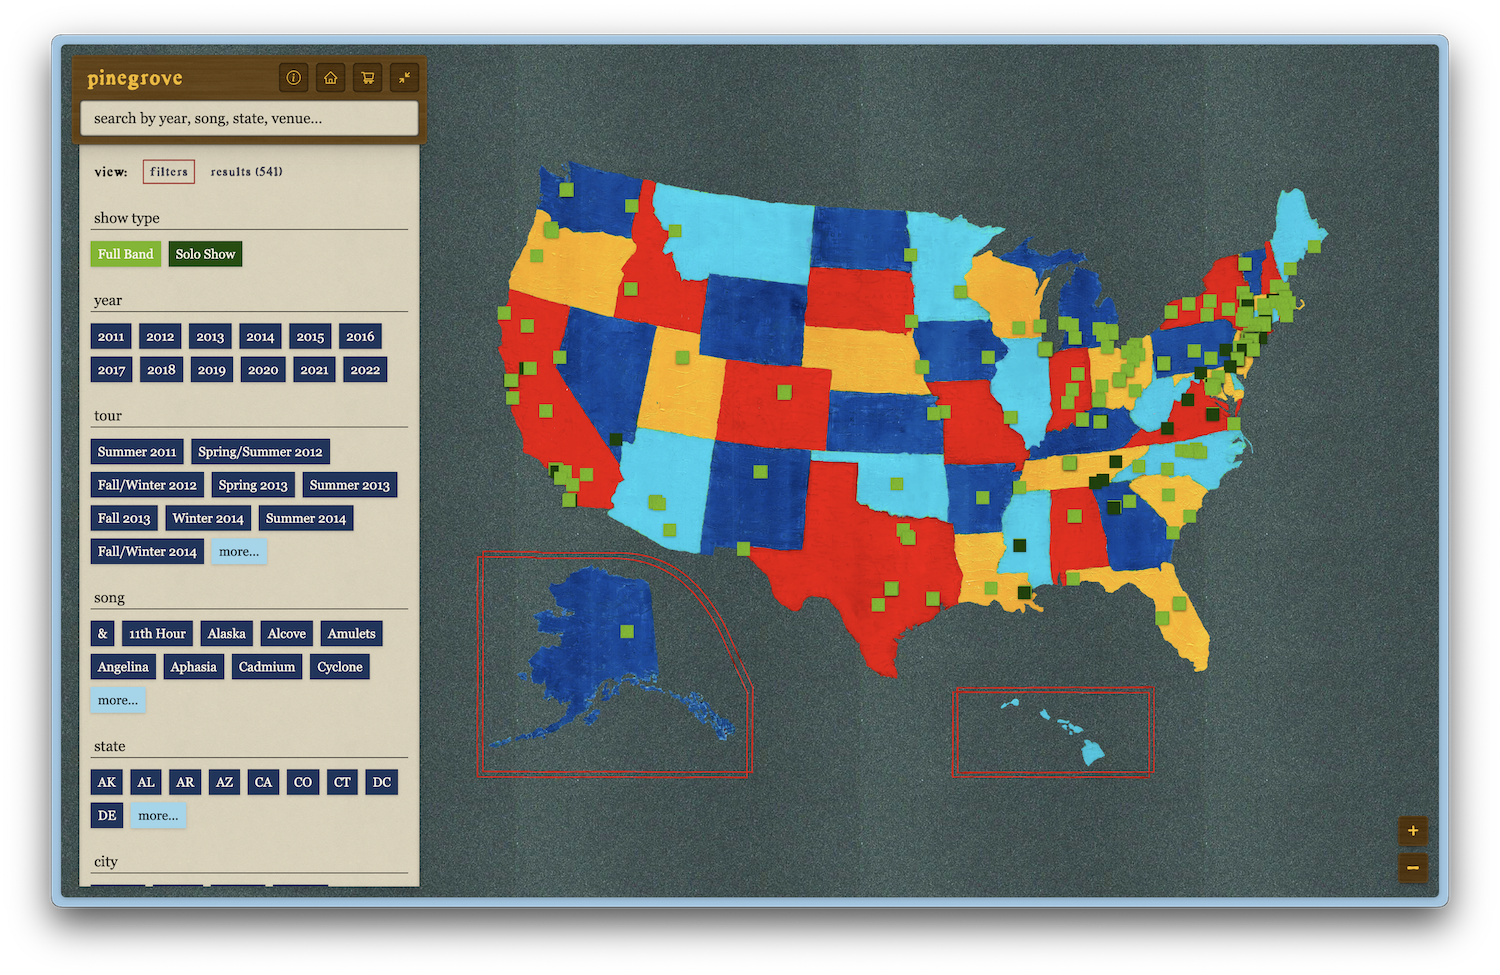 pinegrove
search by year, song, state, venue...
view: filters results (541)
show type
Full Band Solo Show
year
2011 2012 2013 2014 2015 2016
2017 2018 2019 2020 2021 2022
tour
Summer 2011 Spring/Summer 2012
Fall/Winter 2012 Spring 2013 Summer 2013
Fall 2013 Winter 2014 Summer 2014
Fall/Winter 2014 more...
song
& 11th Hour Alaska Alcove Amulets
Angelina Aphasia Cadmium Cyclone
more...
state
AK AL AR AZ CA CO CT DC
DE more...
city